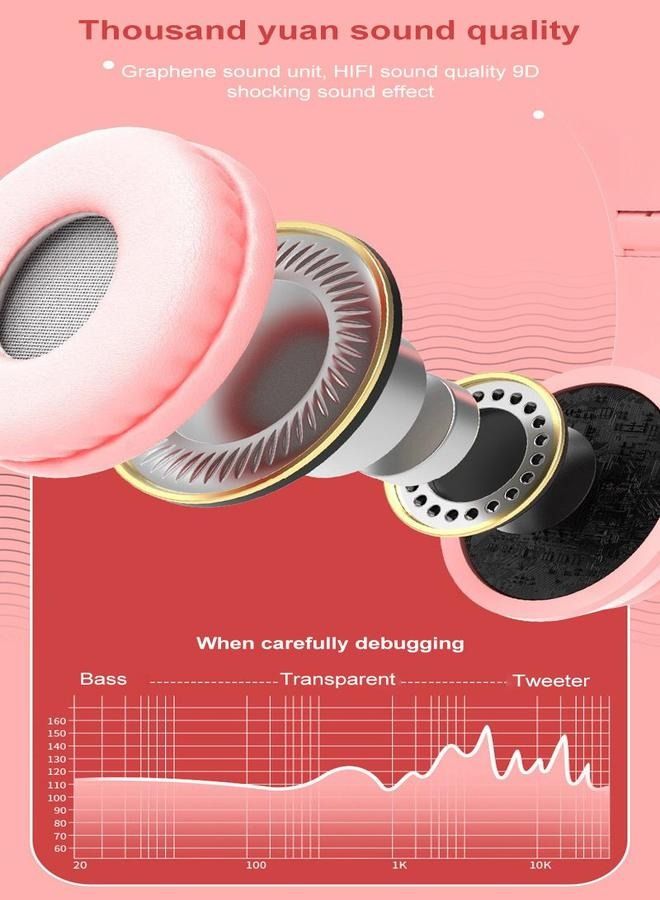 Thousand yuan sound quality
Graphene sound unit, HIFI sound quality 9D
shocking sound effect
When carefully debugging
Bass Transparent Tweeter
160
150
140
130
120
110
100
90
80
70
60
20 100 1K 10K